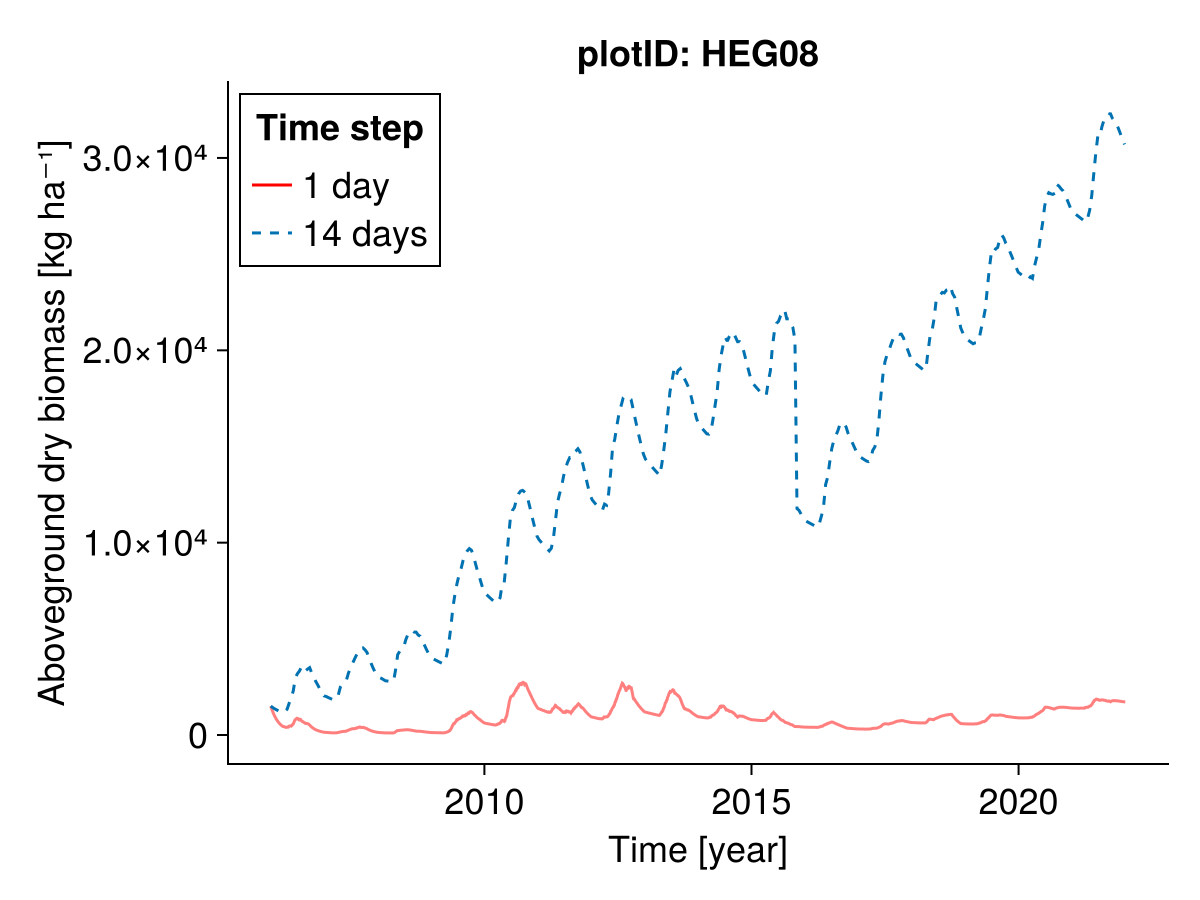 plotID: HEG08
Time step
1 day
14 days
Aboveground dry biomass [kg ha⁻¹]
3.0×10⁴
2.0×10⁴
1.0×10⁴
0
2010
2015
2020
Time [year]